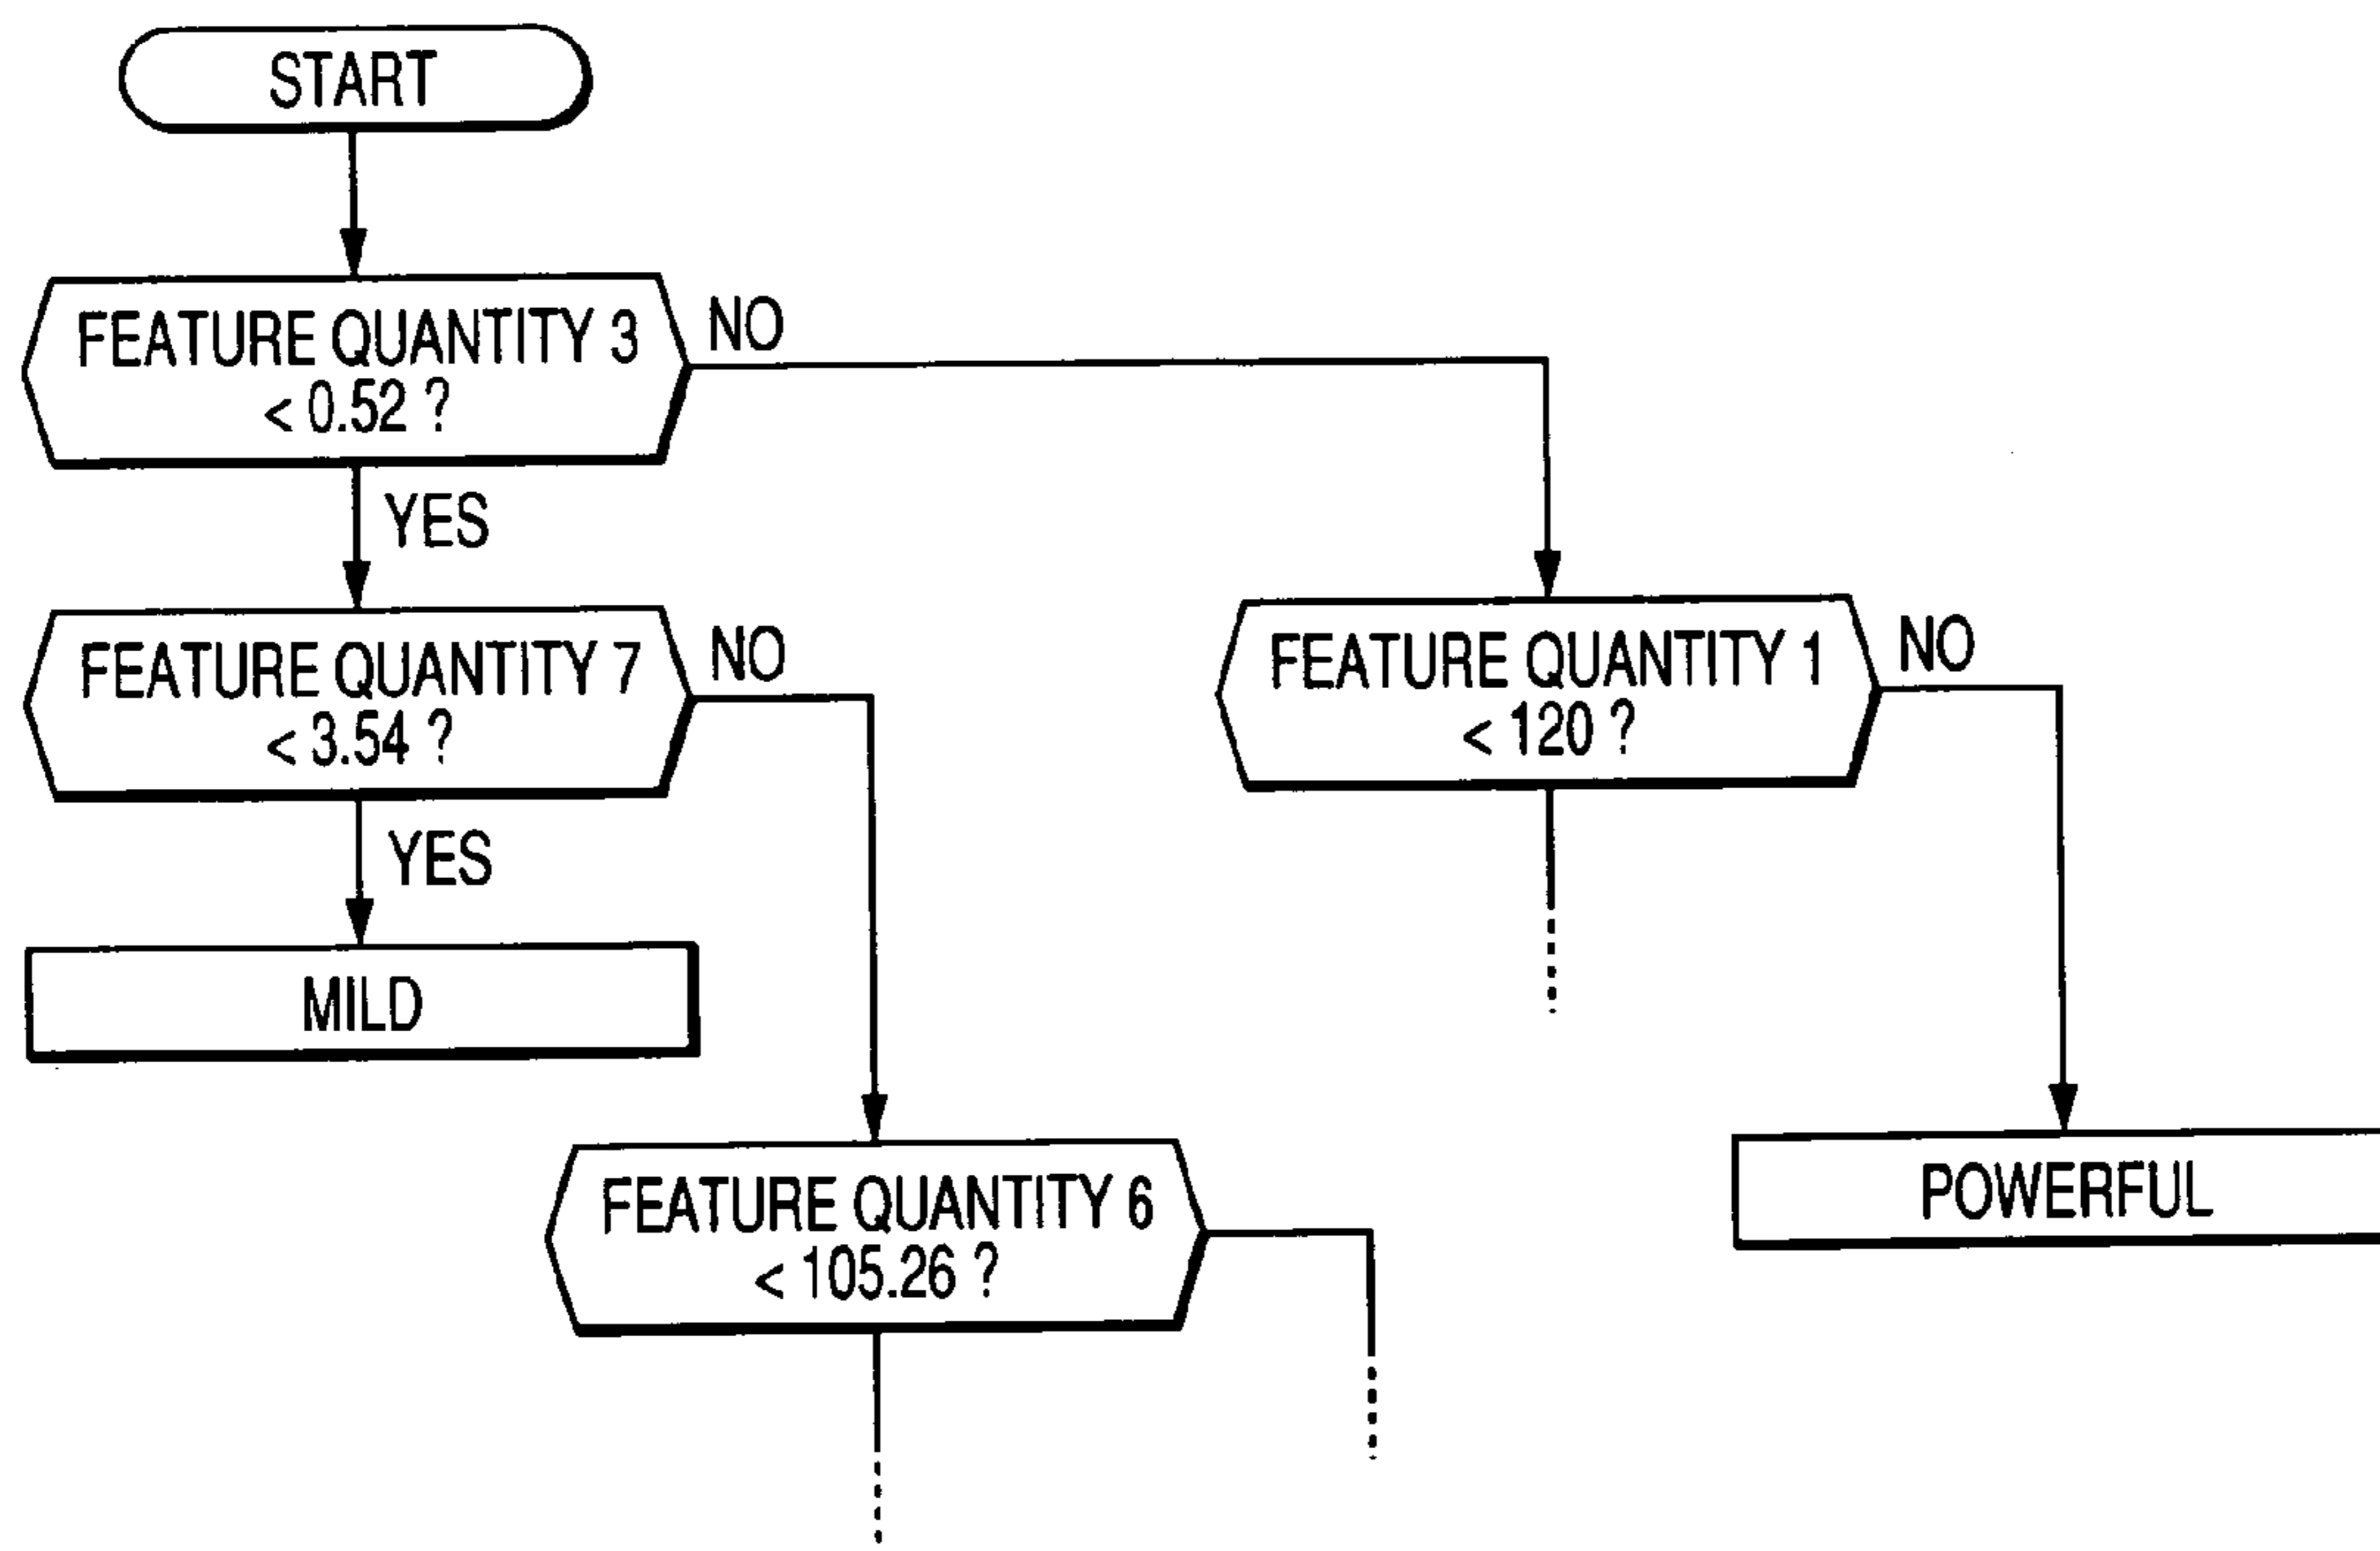 START
FEATURE QUANTITY 3
< 0.52 ?
NO
YES
FEATURE QUANTITY 7
< 3.54 ?
NO
FEATURE QUANTITY 1
< 120 ?
NO
YES
MILD
FEATURE QUANTITY 6
< 105.26 ?
POWERFUL